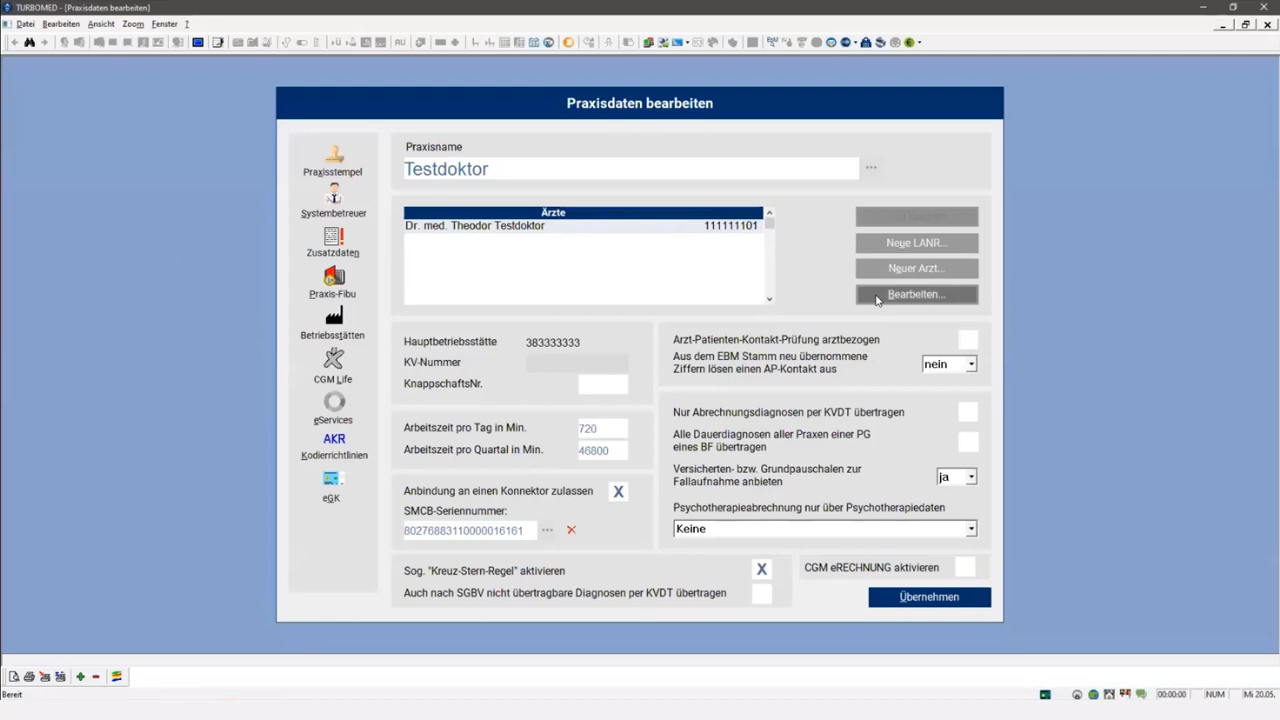 TURBOMED - [Praxisdaten bearbeiten]
Datei Bearbeiten Ansicht Zoom Fenster ?
Praxisdaten bearbeiten
Praxisstempel
Systembetreuer
Zusatzdaten
Praxis-Fibu
Betriebsstätten
CGM Life
eServices
AKR
Kodierrichtlinien
eGK
Praxisname
Testdoktor
...
Ärzte
Dr. med. Theodor Testdoktor 111111101
Neue LANR...
Neuer Arzt...
Bearbeiten...
Hauptbetriebsstätte 383333333
KV-Nummer
KnappschaftsNr.
Arbeitszeit pro Tag in Min. 720
Arbeitszeit pro Quartal in Min. 46800
Anbindung an einen Konnektor zulassen X
SMCB-Seriennummer:
80276883110000016161 ...
Arzt-Patienten-Kontakt-Prüfung arztbezogen
Aus dem EBM Stamm neu übernommene
Ziffern lösen einen AP-Kontakt aus
nein
Nur Abrechnungsdiagnosen per KVDT übertragen
Alle Dauerdiagnosen aller Praxen einer PG
eines BF übertragen
Versicherten- bzw. Grundpauschalen zur
Fallaufnahme anbieten
ja
Psychotherapieabrechnung nur über Psychotherapiedaten
Keine
Sog. "Kreuz-Stern-Regel" aktivieren X
Auch nach SGBV nicht übertragbare Diagnosen per KVDT übertragen
CGM eRECHNUNG aktivieren
Übernehmen
Bereit
00:00:00 NUM Mi 20.05.